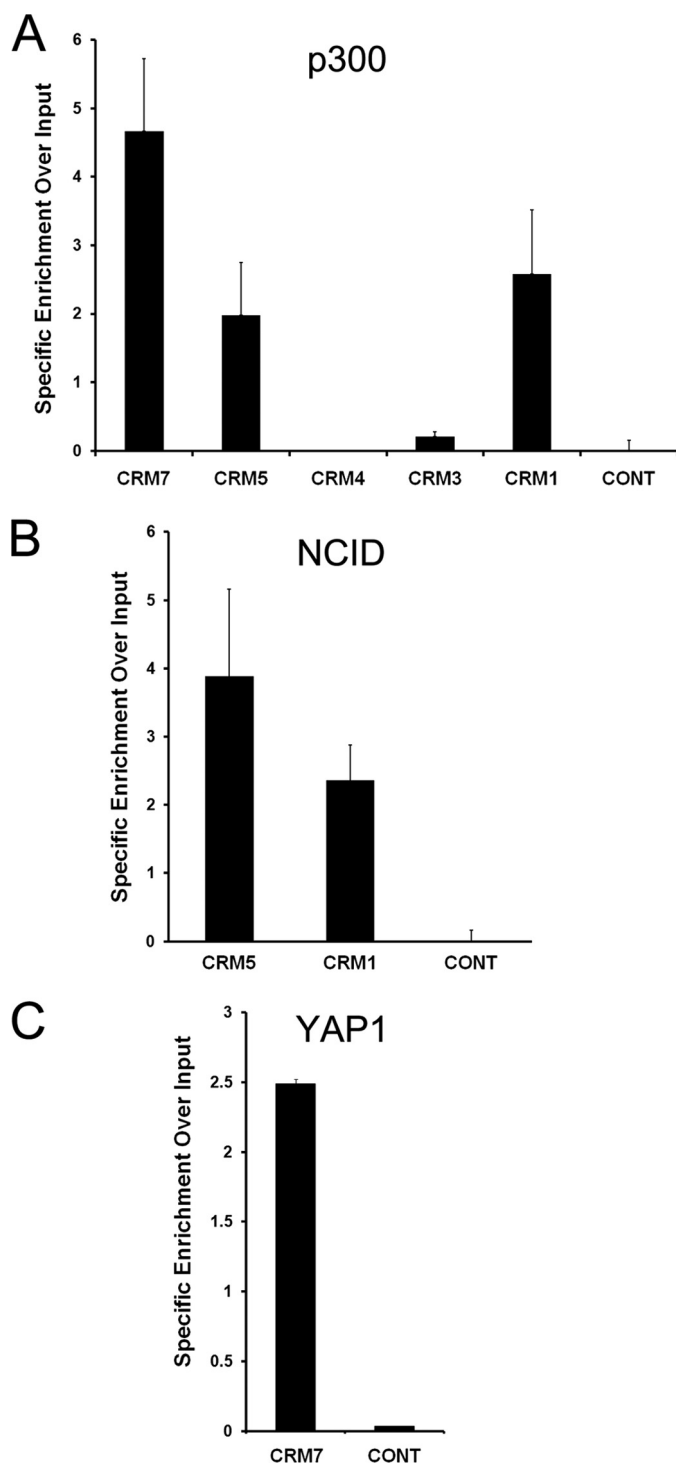 A
p300
Specific Enrichment Over Input
6
5
4
3
2
1
0
CRM7 CRM5 CRM4 CRM3 CRM1 CONT
B
NCID
Specific Enrichment Over Input
6
5
4
3
2
1
0
CRM5 CRM1 CONT
C
YAP1
Specific Enrichment Over Input
3
2.5
2
1.5
1
0.5
0
CRM7 CONT